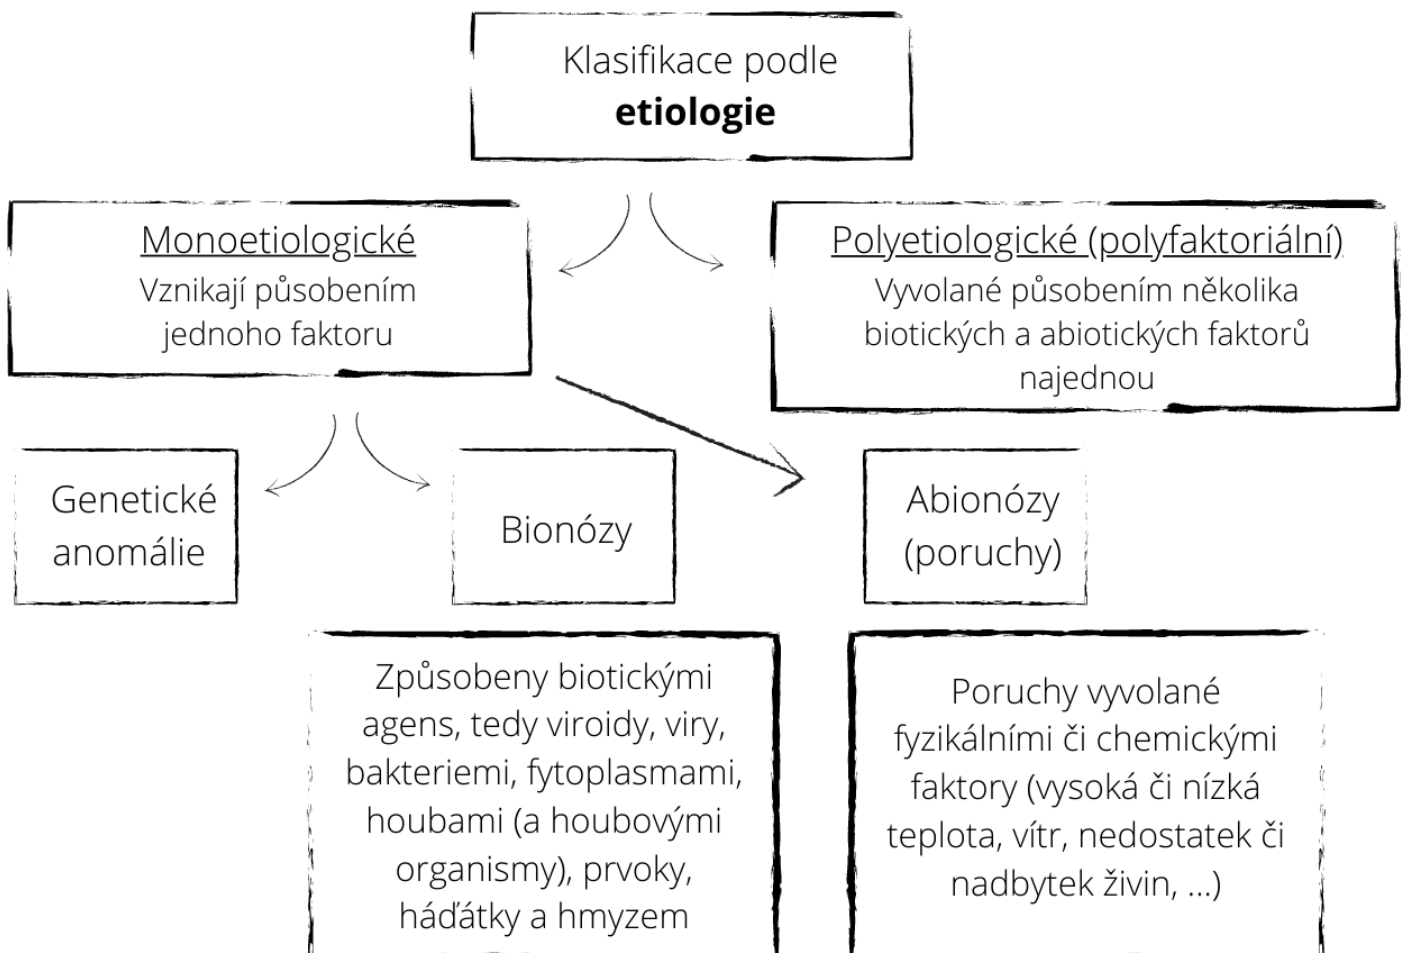 Klasifikace podle
etiologie
Monoetiologické
Vznikají působením
jednoho faktoru
Polyetiologické (polyfaktoriální)
Vyvolané působením několika
biotických a abiotických faktorů
najednou
Genetické
anomálie
Bionózy
Abionózy
(poruchy)
Způsobeny biotickými
agens, tedy viroidy, viry,
bakteriemi, fytoplasmami,
houbami (a houbovými
organismy), prvoky,
háďátky a hmyzem
Poruchy vyvolané
fyzikálními či chemickými
faktory (vysoká či nízká
teplota, vítr, nedostatek či
nadbytek živin, ...)